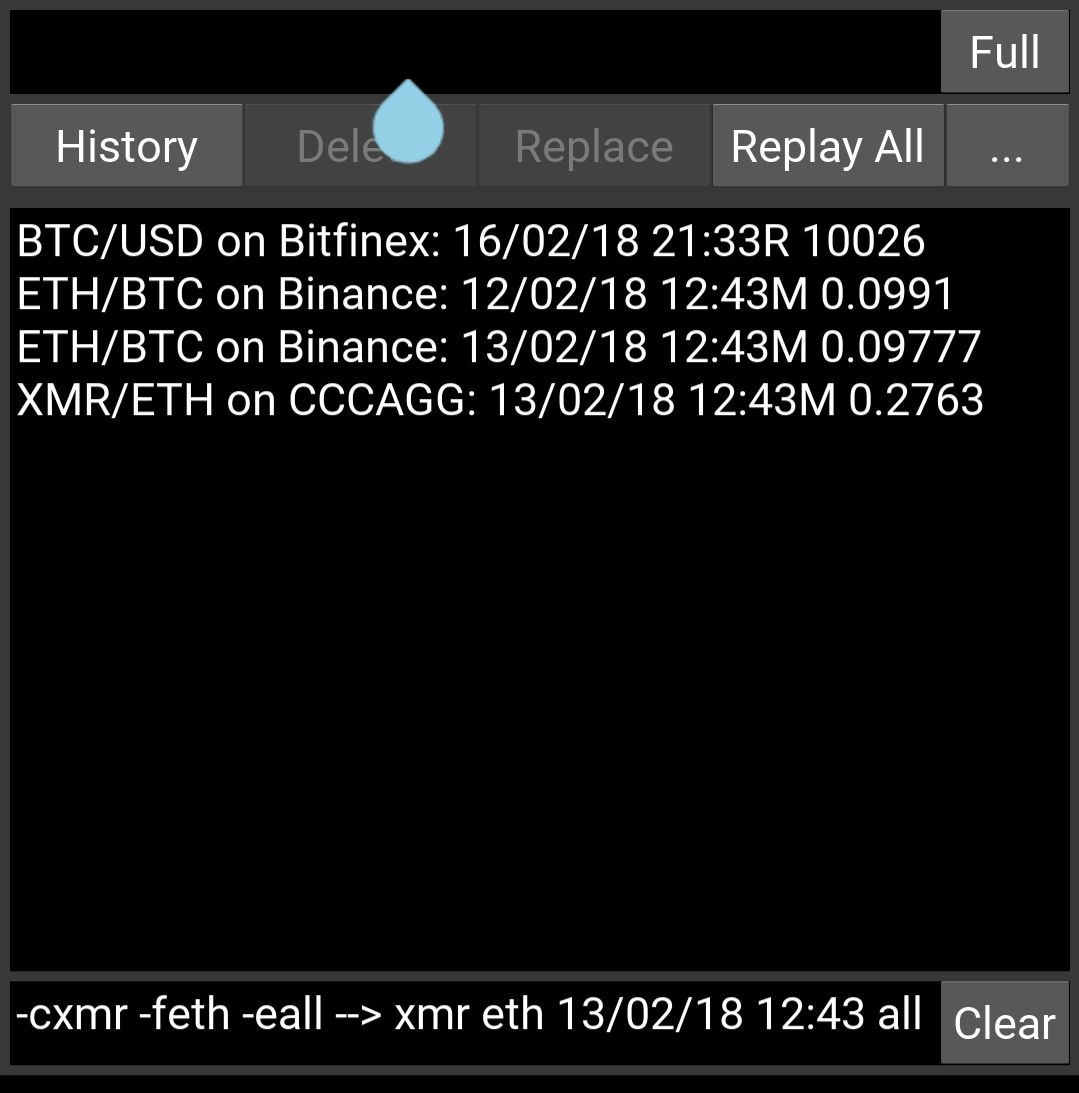 Full
History Replace Replay All ...
BTC/USD on Bitfinex: 16/02/18 21:33R 10026
ETH/BTC on Binance: 12/02/18 12:43M 0.0991
ETH/BTC on Binance: 13/02/18 12:43M 0.09777
XMR/ETH on CCCAGG: 13/02/18 12:43M 0.2763
-cxmr -feth -eall --> xmr eth 13/02/18 12:43 all
Clear